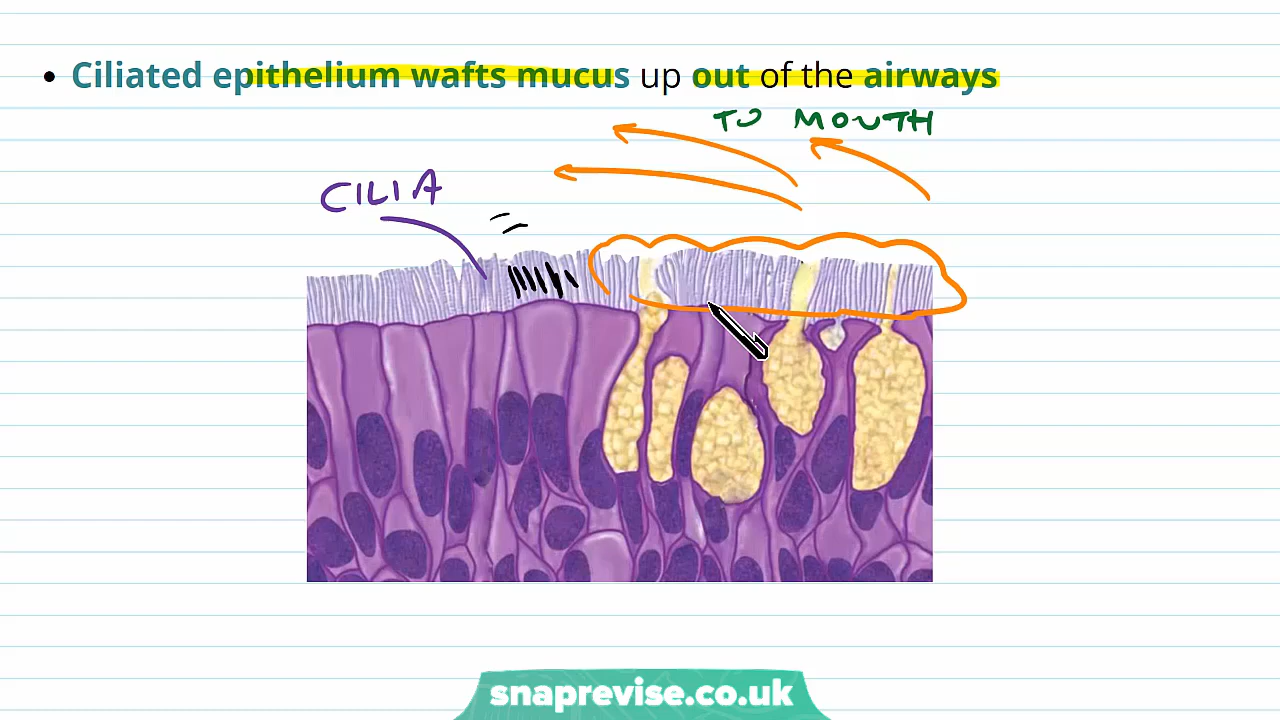 • Ciliated epithelium wafts mucus up out of the airways
TO MOUTH
CILIA
snaprevise.co.uk